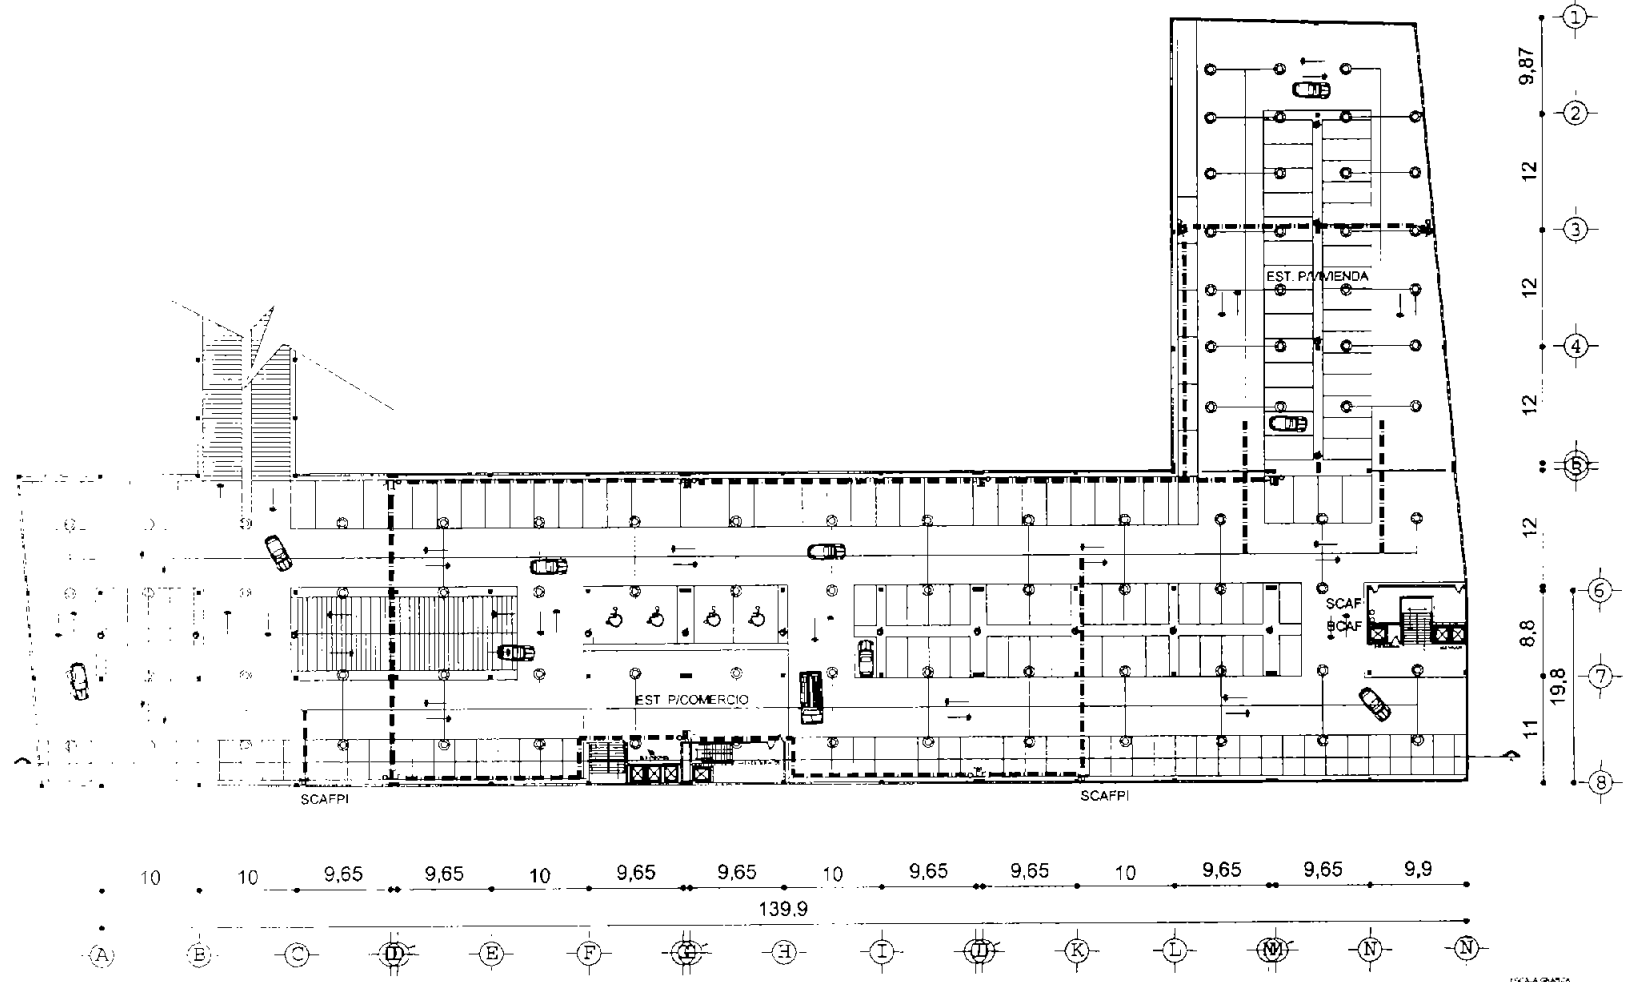 1
9,87
2
12
3
EST. P/VIVIENDA
12
4
12
5
12
6
SCAF
SCAF
8,8
7
19,8
EST P/COMERCIO
11
8
SCAFPI
SCAFPI
10 10 9,65 9,65 10 9,65 9,65 10 9,65 9,65 10 9,65 9,65 9,9
139,9
A B C D D' E F G G' H I J J' K L M M' N Ñ